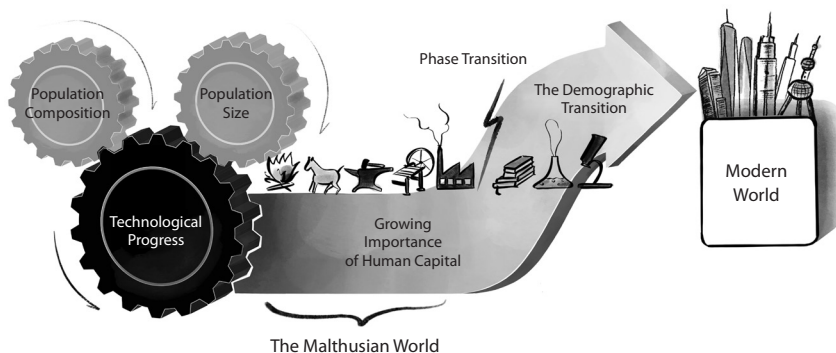 Population
Composition
Population
Size
Technological
Progress
Phase Transition
The Demographic
Transition
Growing
Importance
of Human Capital
Modern
World
The Malthusian World